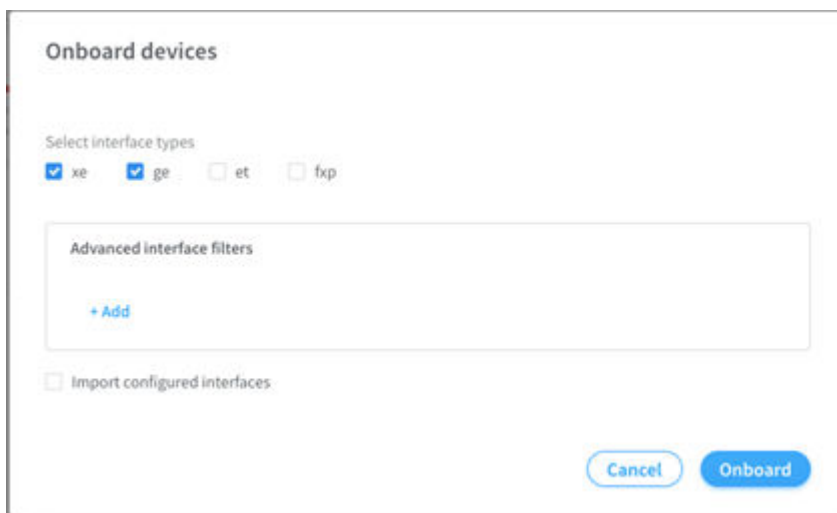 Onboard devices
Select interface types
xe ge et fxp
Advanced interface filters
+ Add
Import configured interfaces
Cancel Onboard